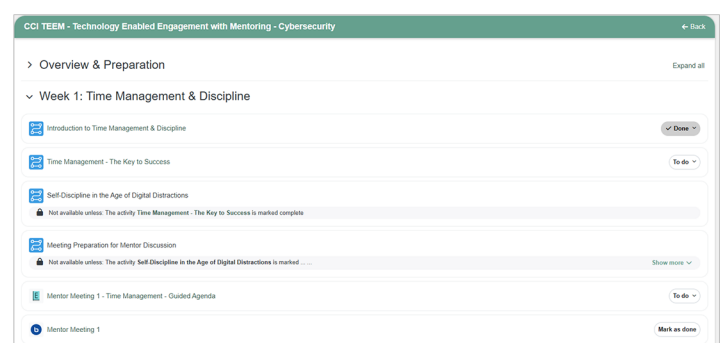 CCI TEEM - Technology Enabled Engagement with Mentoring - Cybersecurity
← Back
Overview & Preparation
Expand all
Week 1: Time Management & Discipline
Introduction to Time Management & Discipline
Done
Time Management - The Key to Success
To do
Self-Discipline in the Age of Digital Distractions
Not available unless: The activity Time Management - The Key to Success is marked complete
Meeting Preparation for Mentor Discussion
Not available unless: The activity Self-Discipline in the Age of Digital Distractions is marked ......
Show more
E
Mentor Meeting 1 - Time Management - Guided Agenda
To do
b
Mentor Meeting 1
Mark as done